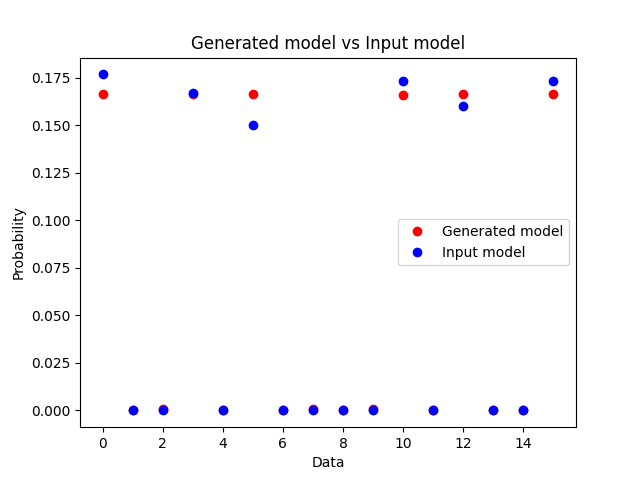 Generated model vs Input model
0.175
0.150
0.125
0.100
0.075
0.050
0.025
0.000
Probability
Generated model
Input model
0 2 4 6 8 10 12 14
Data